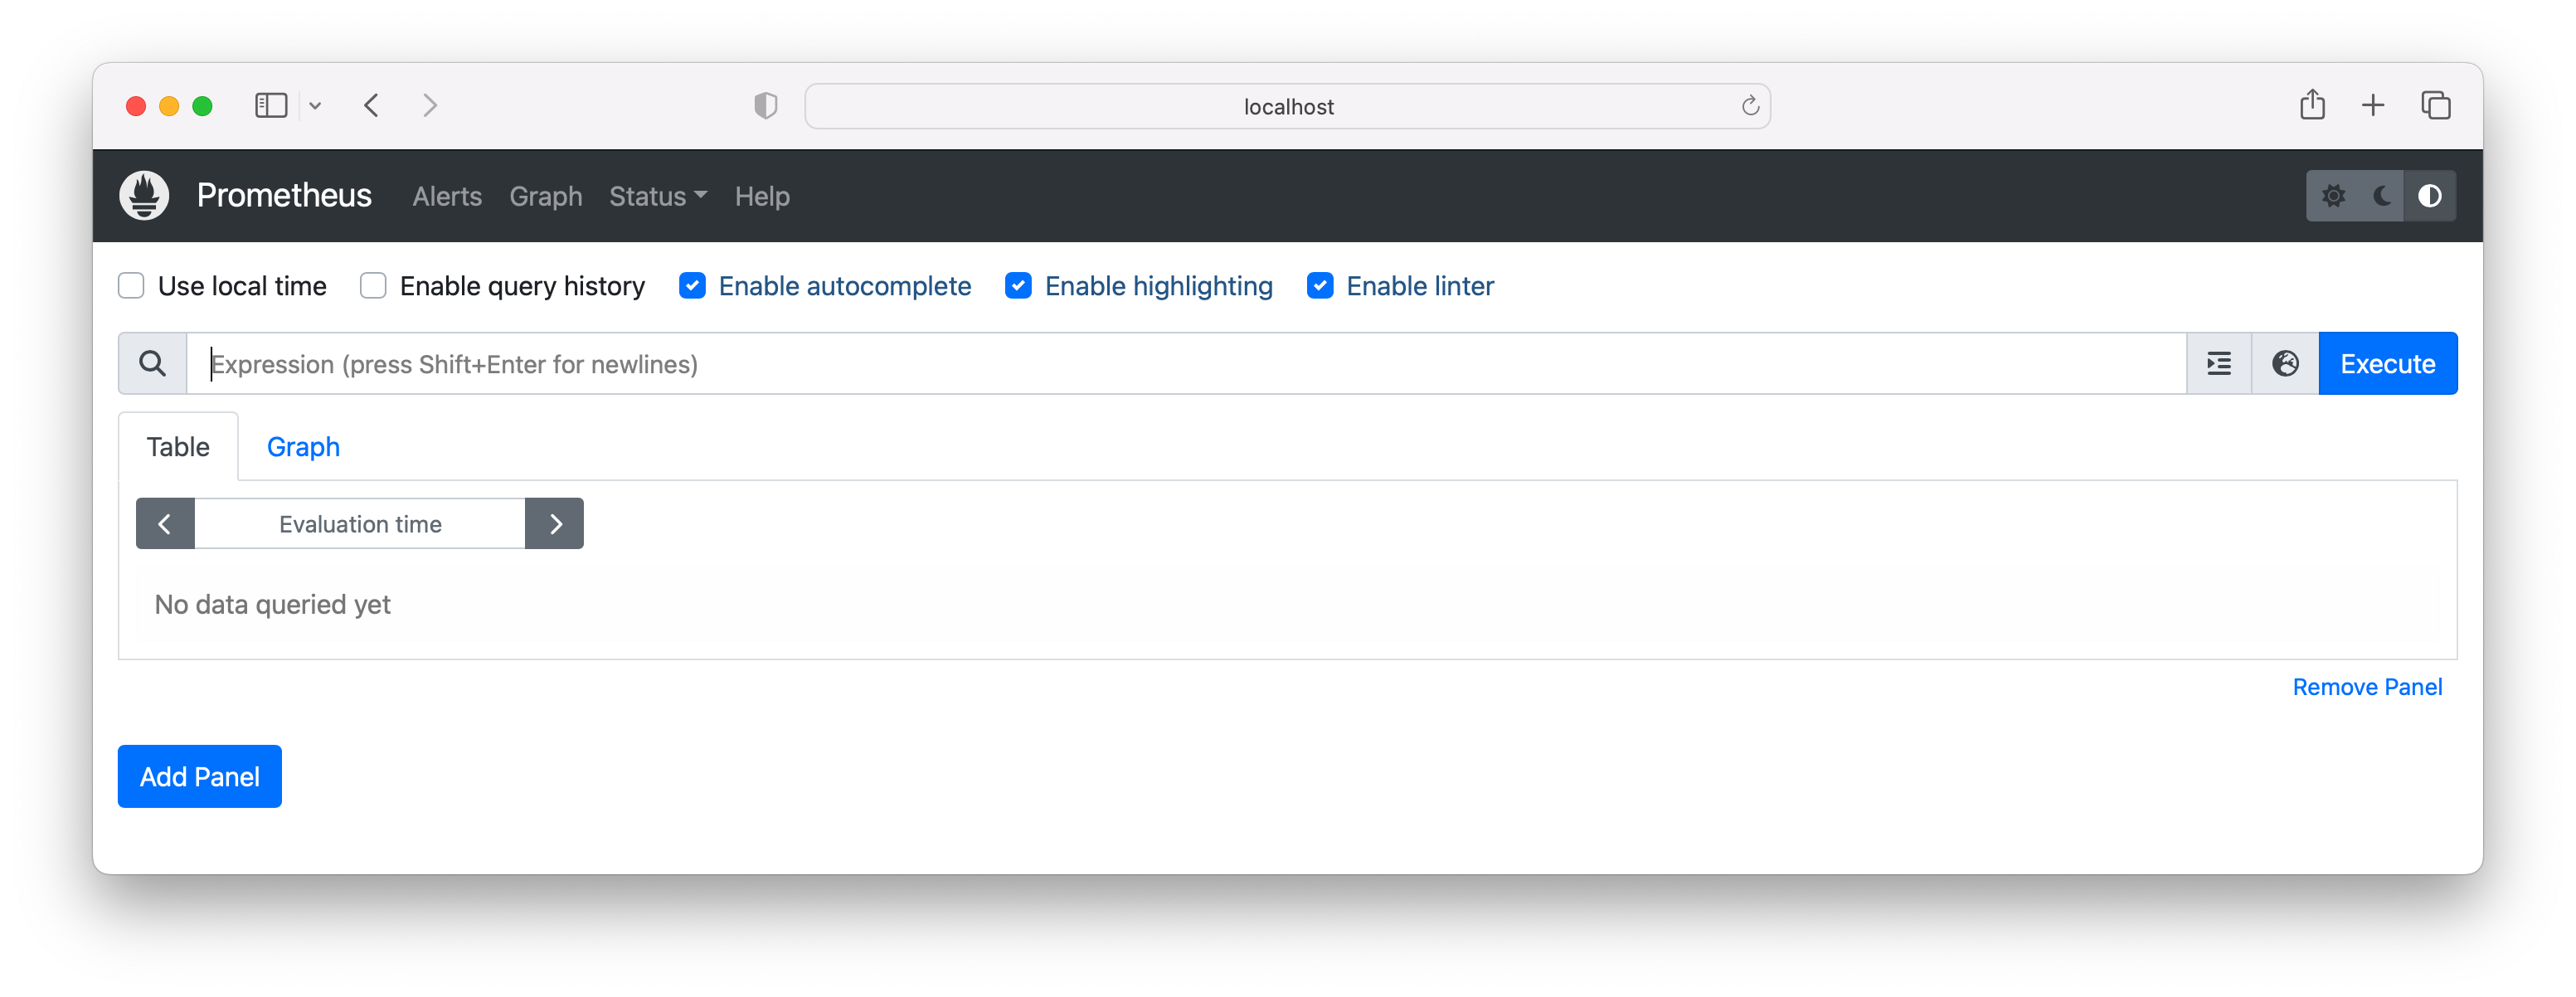 localhost
Prometheus Alerts Graph Status Help
Use local time Enable query history Enable autocomplete Enable highlighting Enable linter
Expression (press Shift+Enter for newlines) Execute
Table Graph
Evaluation time
No data queried yet
Remove Panel
Add Panel